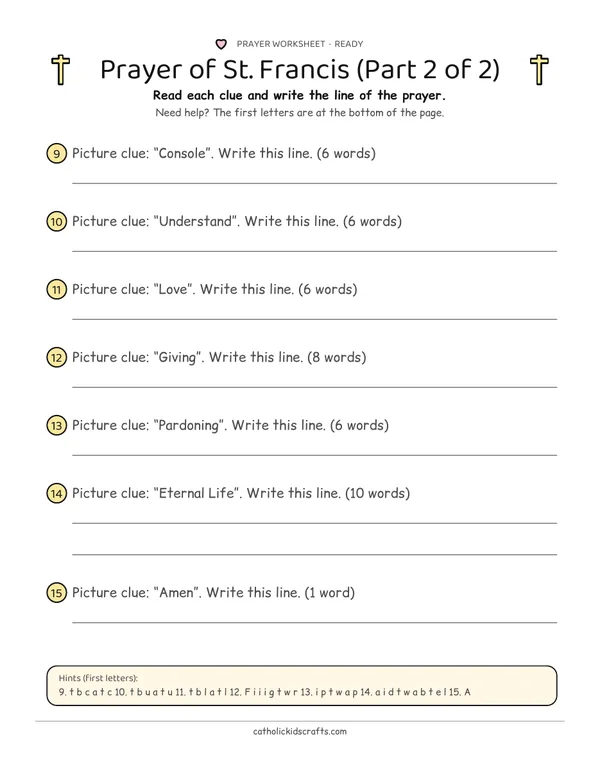 PRAYER WORKSHEET · READY
Prayer of St. Francis (Part 2 of 2)
Read each clue and write the line of the prayer.
Need help? The first letters are at the bottom of the page.
9 Picture clue: "Console". Write this line. (6 words)
10 Picture clue: "Understand". Write this line. (6 words)
11 Picture clue: "Love". Write this line. (6 words)
12 Picture clue: "Giving". Write this line. (8 words)
13 Picture clue: "Pardoning". Write this line. (6 words)
14 Picture clue: "Eternal Life". Write this line. (10 words)
15 Picture clue: "Amen". Write this line. (1 word)
Hints (first letters):
9. t b c a t c 10. t b u a t u 11. t b l a t l 12. F i i i g t w r 13. i p t w a p 14. a i d t w a b t e l 15. A
catholickidscrafts.com